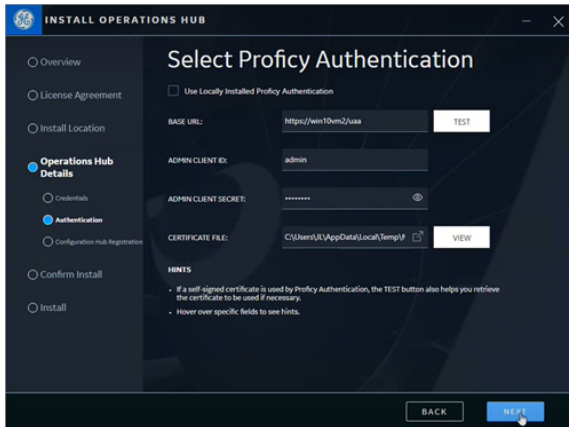 INSTALL OPERATIONS HUB
Select Proficy Authentication
Overview
License Agreement
Install Location
Operations Hub
Details
Credentials
Authentication
Configuration Hub Registration
Confirm Install
Install
Use Locally Installed Proficy Authentication
BASE URL:
https://win10vm2/uaa
TEST
ADMIN CLIENT ID:
admin
ADMIN CLIENT SECRET:
••••••••
CERTIFICATE FILE:
C:\Users\JL\AppData\Local\Temp\
VIEW
HINTS
• If a self-signed certificate is used by Proficy Authentication, the TEST button also helps you retrieve
the certificate to be used if necessary.
• Hover over specific fields to see hints.
BACK
NEXT